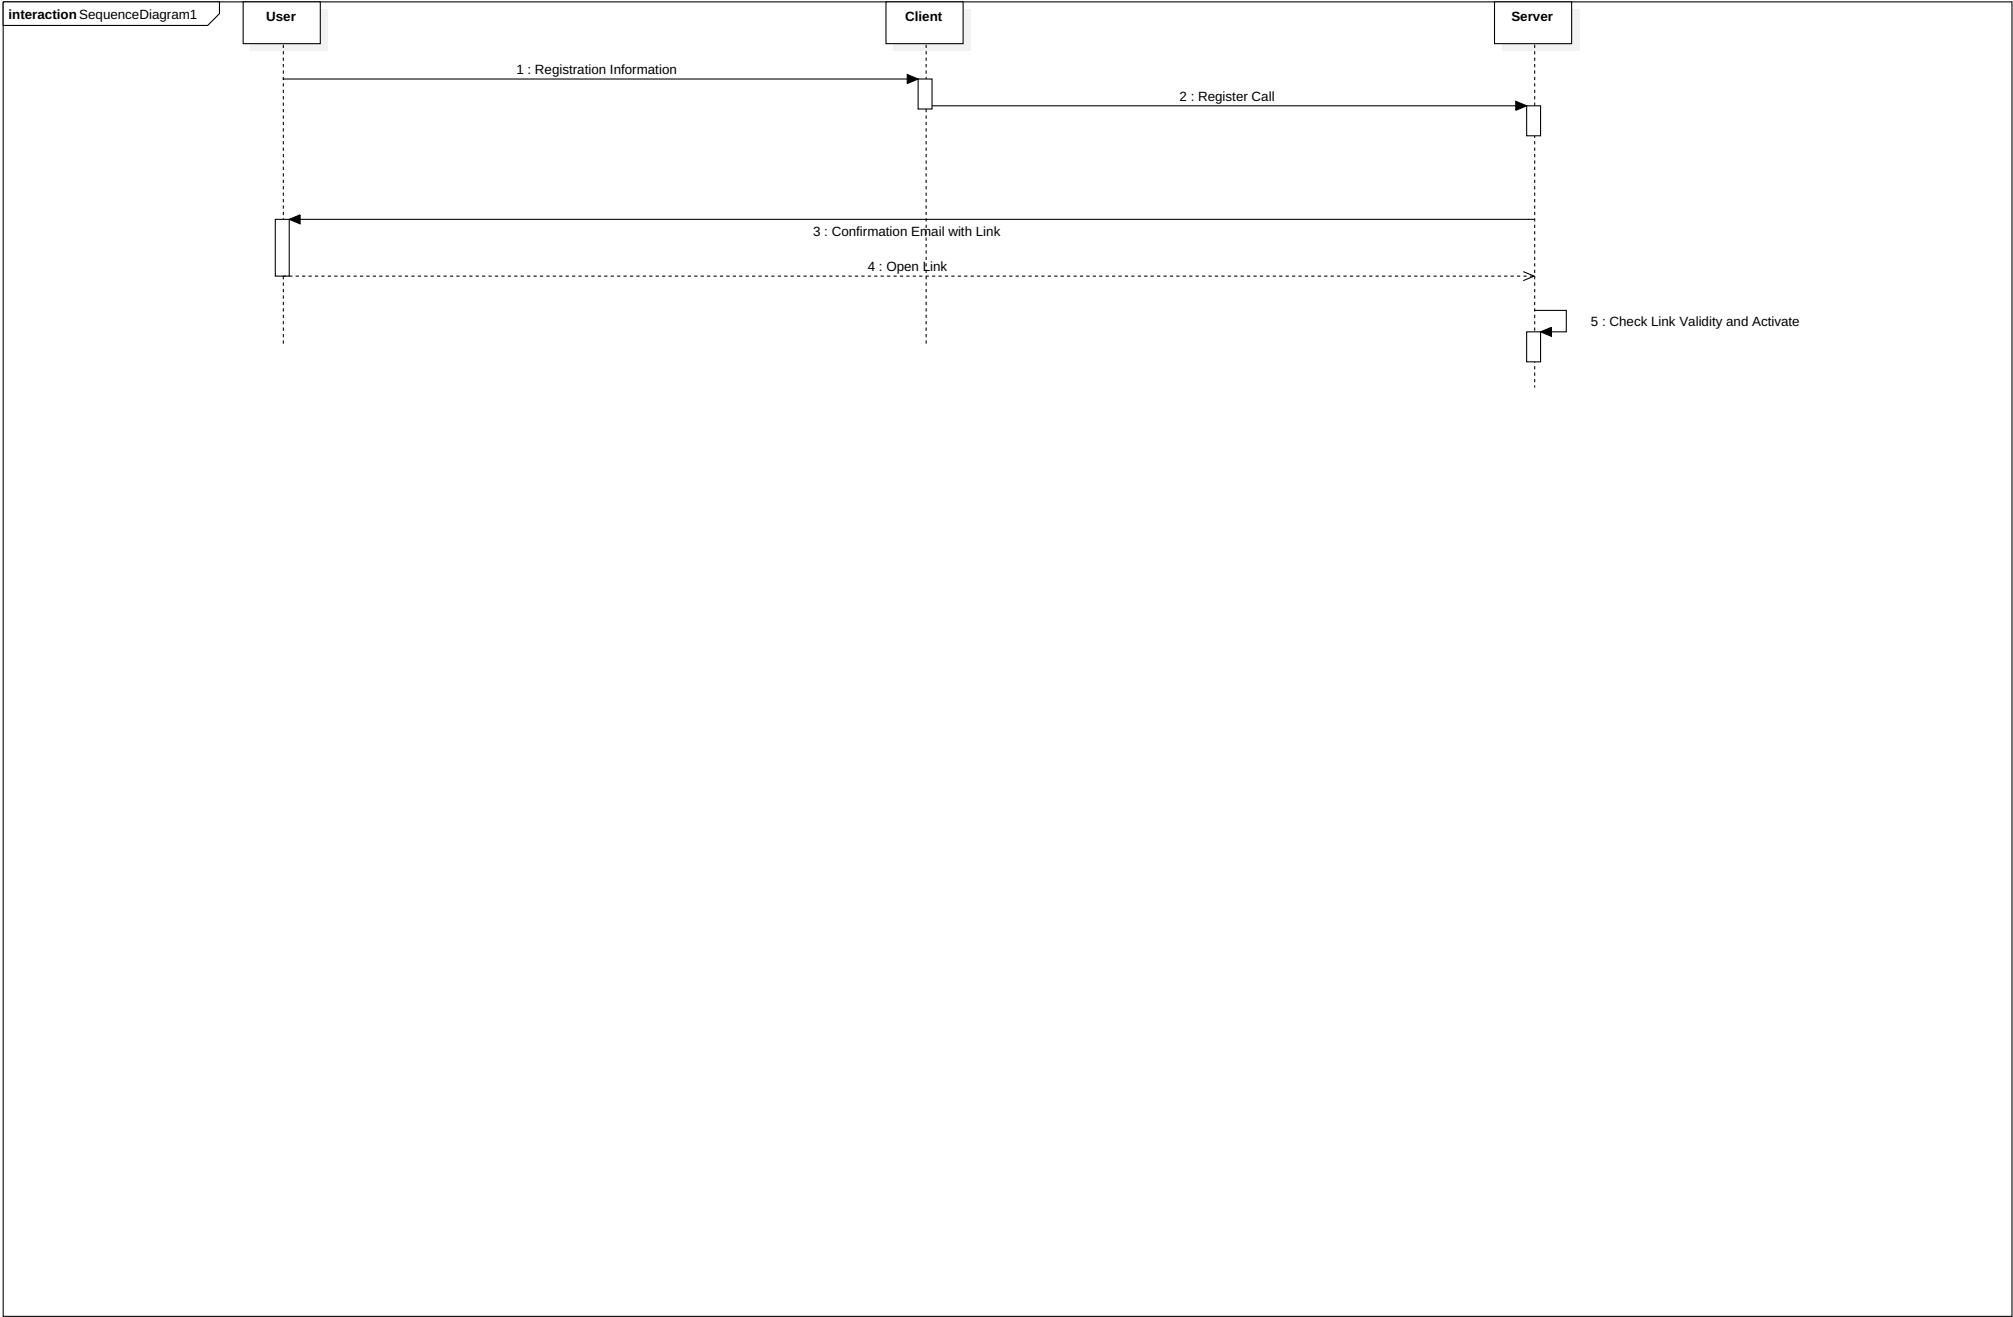 interaction SequenceDiagram1
User
Client
Server
1 : Registration Information
2 : Register Call
3 : Confirmation Email with Link
4 : Open Link
5 : Check Link Validity and Activate